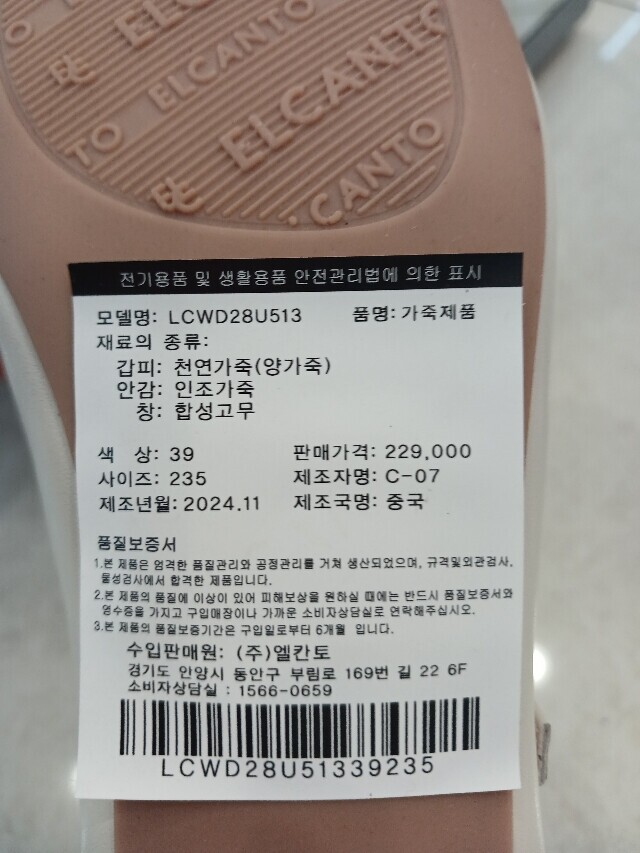 TO
EC ELCANTO
TO ELCANTO
EC CANTO
전기용품 및 생활용품 안전관리법에 의한 표시
모델명: LCWD28U513 품명: 가죽제품
재료의 종류:
갑피: 천연가죽(양가죽)
안감: 인조가죽
창: 합성고무
색 상: 39 판매가격: 229,000
사이즈: 235 제조자명: C-07
제조년월: 2024.11 제조국명: 중국
품질보증서
1.본 제품은 엄격한 품질관리와 공정관리를 거쳐 생산되었으며, 규격및외관검사,
물성검사에서 합격한 제품입니다.
2.본 제품의 품질에 이상이 있어 피해보상을 원하실 때에는 반드시 품질보증서와
영수증을 가지고 구입매장이나 가까운 소비자상담실로 연락해주십시오.
3.본 제품의 품질보증기간은 구입일로부터 6개월 입니다.
수입판매원: (주)엘칸토
경기도 안양시 동안구 부림로 169번 길 22 6F
소비자상담실 : 1566-0659
LCWD28U51339235